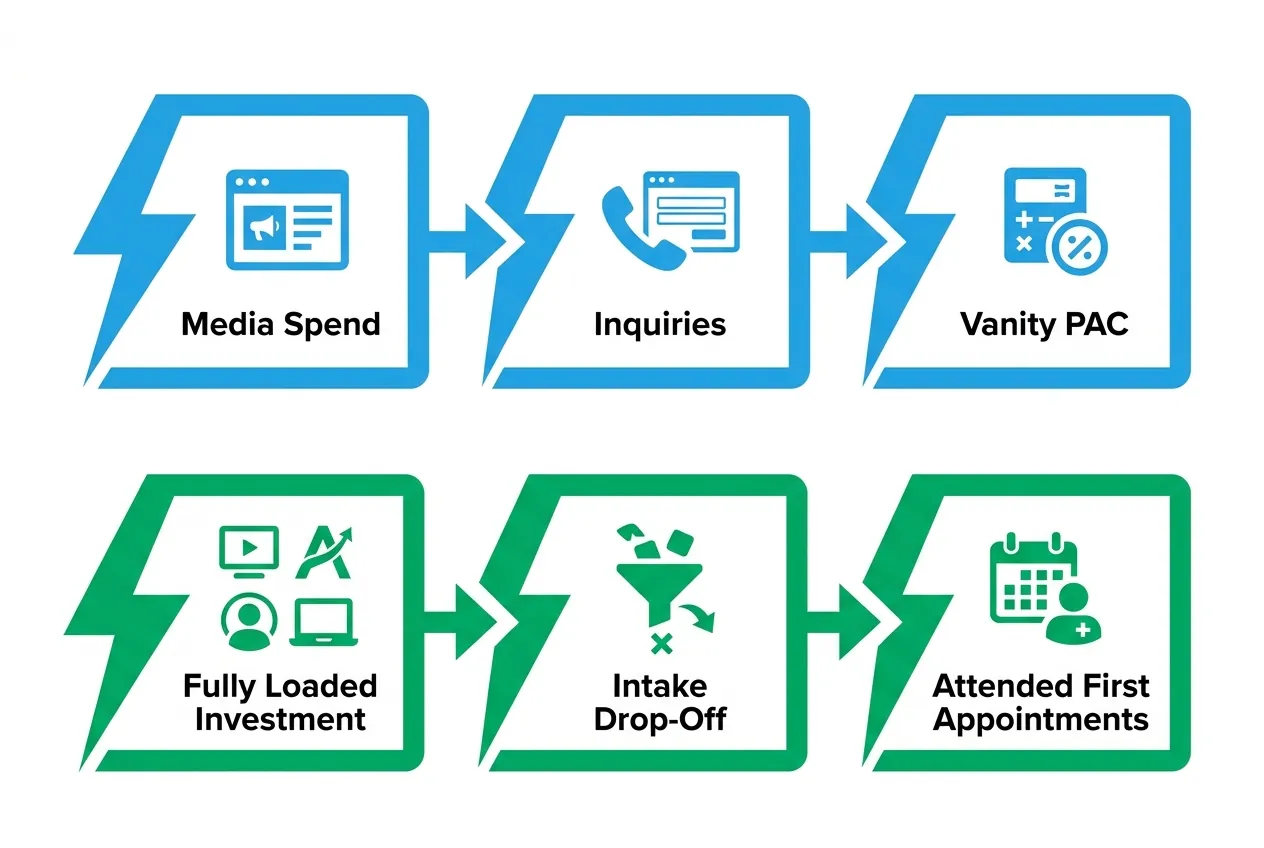 Media Spend
Inquiries
Vanity PAC
Fully Loaded
Investment
Intake
Drop-Off
Attended First
Appointments